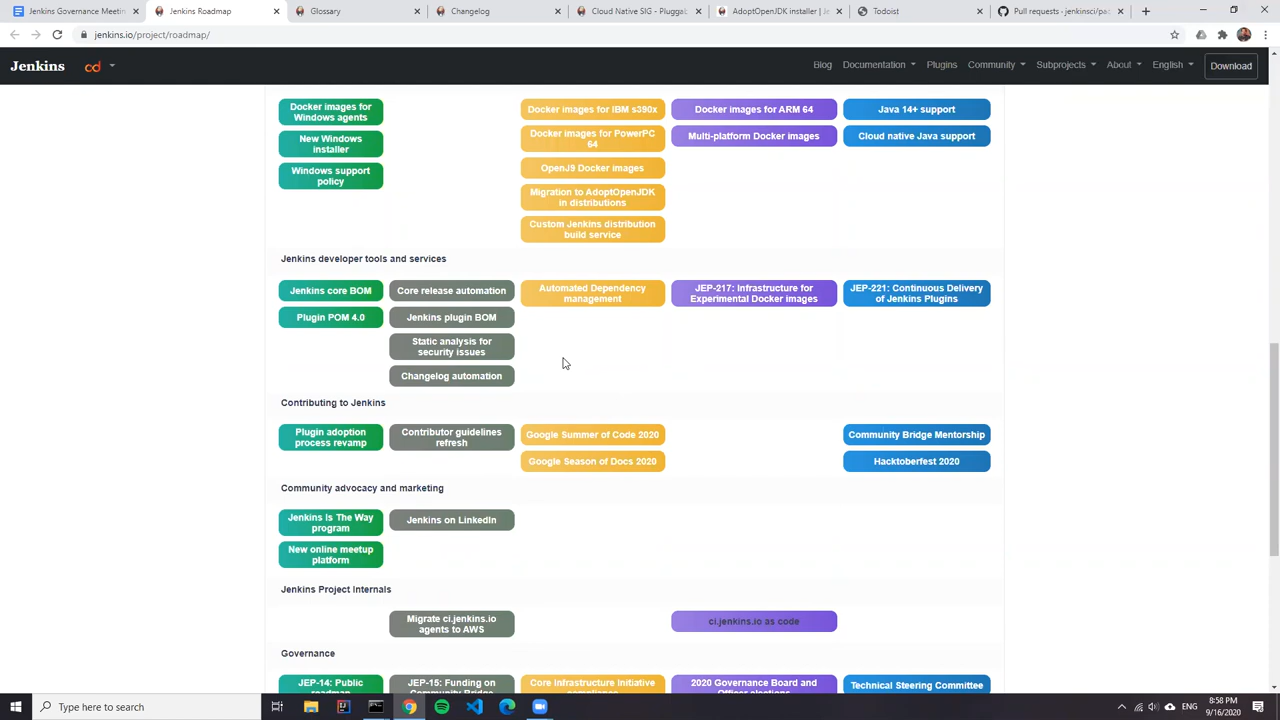 Jenkins Governance Meetin
Jenkins Roadmap
Glossary
Changelog
Cloud Native SIG - Pluggab
AdoptOpenJDK installer | Je
Todoist
Pull requests · jenkinsci/pac
jenkins.io/project/roadmap/
Jenkins
cd
Blog
Documentation
Plugins
Community
Subprojects
About
English
Download
Docker images for
Windows agents
New Windows
installer
Windows support
policy
Docker images for IBM s390x
Docker images for PowerPC
64
OpenJ9 Docker images
Migration to AdoptOpenJDK
in distributions
Custom Jenkins distribution
build service
Docker images for ARM 64
Multi-platform Docker images
Java 14+ support
Cloud native Java support
Jenkins developer tools and services
Jenkins core BOM
Plugin POM 4.0
Core release automation
Jenkins plugin BOM
Static analysis for
security issues
Changelog automation
Automated Dependency
management
JEP-217: Infrastructure for
Experimental Docker images
JEP-221: Continuous Delivery
of Jenkins Plugins
Contributing to Jenkins
Plugin adoption
process revamp
Contributor guidelines
refresh
Google Summer of Code 2020
Google Season of Docs 2020
Community Bridge Mentorship
Hacktoberfest 2020
Community advocacy and marketing
Jenkins Is The Way
program
New online meetup
platform
Jenkins on LinkedIn
Jenkins Project Internals
Migrate ci.jenkins.io
agents to AWS
ci.jenkins.io as code
Governance
JEP-14: Public
roadmap
JEP-15: Funding on
Community Bridge
Core Infrastructure Initiative
compliance
2020 Governance Board and
Officer elections
Technical Steering Committee
Type here to search
ENG
8:58 PM
9/16/2020